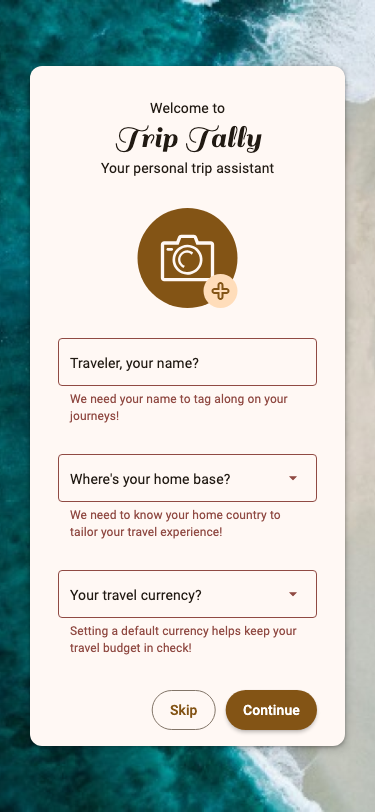 Welcome to
Trip Tally
Your personal trip assistant
Traveler, your name?
We need your name to tag along on your
journeys!
Where's your home base?
We need to know your home country to
tailor your travel experience!
Your travel currency?
Setting a default currency helps keep your
travel budget in check!
Skip
Continue